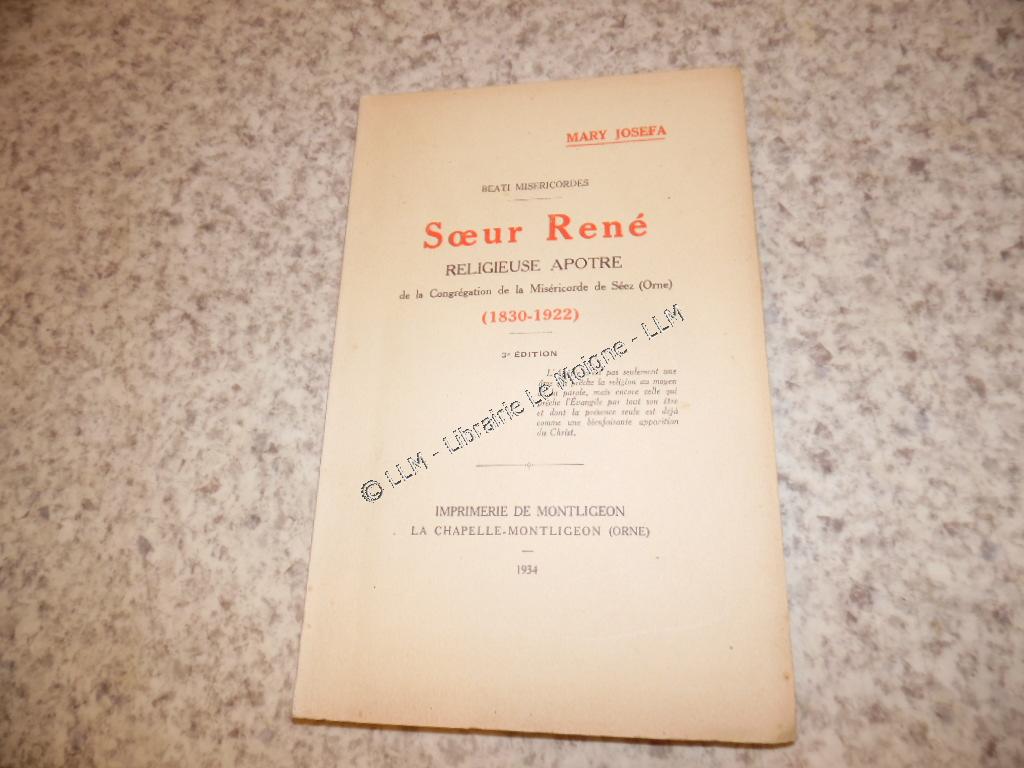 MARY JOSEFA
BEATI MISERICORDES
Sœur René
RELIGIEUSE APOTRE
de la Congrégation de la Miséricorde de Séez (Orne)
(1830-1922)
3e ÉDITION
pas seulement une
prêche la religion au moyen
parole, mais encore celle qui
prêche l'Évangile par tout son être
et dont la présence seule est déjà
comme une bienfaisante apparition
du Christ.
© LLM - Librairie Le Moigne - LLM
IMPRIMERIE DE MONTLIGEON
LA CHAPELLE-MONTLIGEON (ORNE)
1934